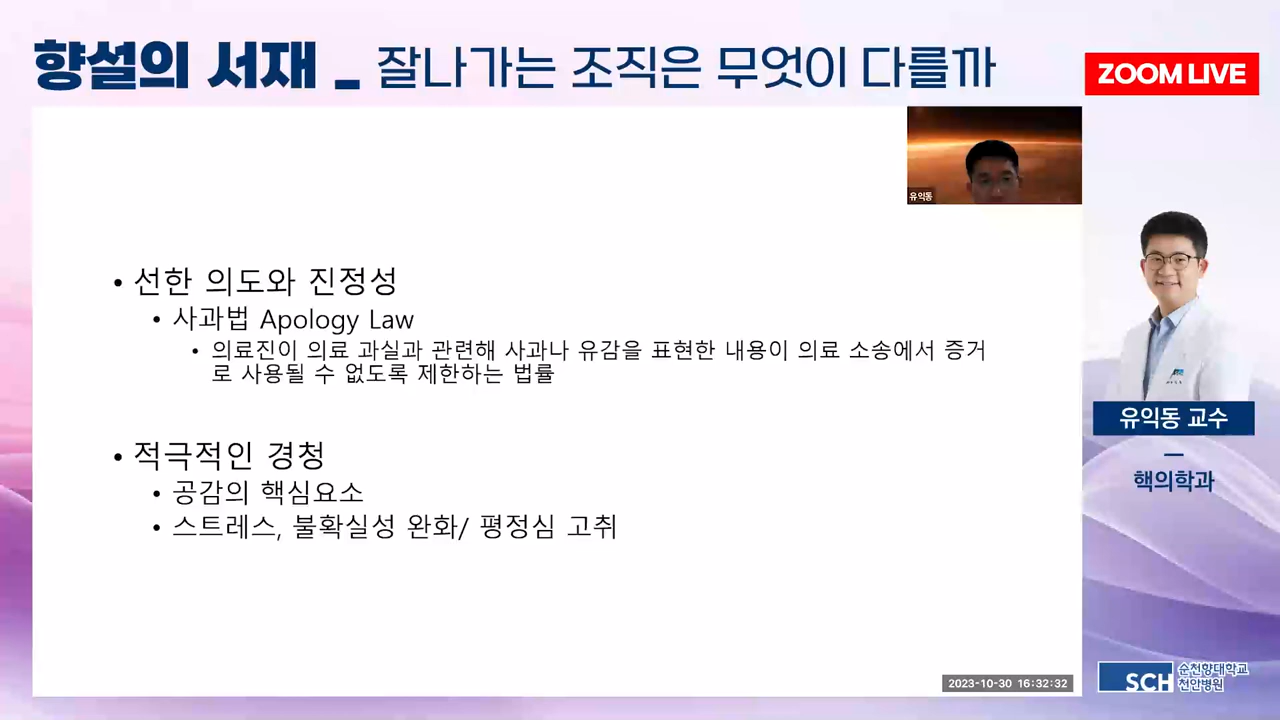 향설의 서재 _ 잘나가는 조직은 무엇이 다를까
ZOOM LIVE
유익동
• 선한 의도와 진정성
• 사과법 Apology Law
• 의료진이 의료 과실과 관련해 사과나 유감을 표현한 내용이 의료 소송에서 증거
로 사용될 수 없도록 제한하는 법률
• 적극적인 경청
• 공감의 핵심요소
• 스트레스, 불확실성 완화/ 평정심 고취
유익동 교수
핵의학과
2023-10-30 16:32:32
SCH 순천향대학교
천안병원